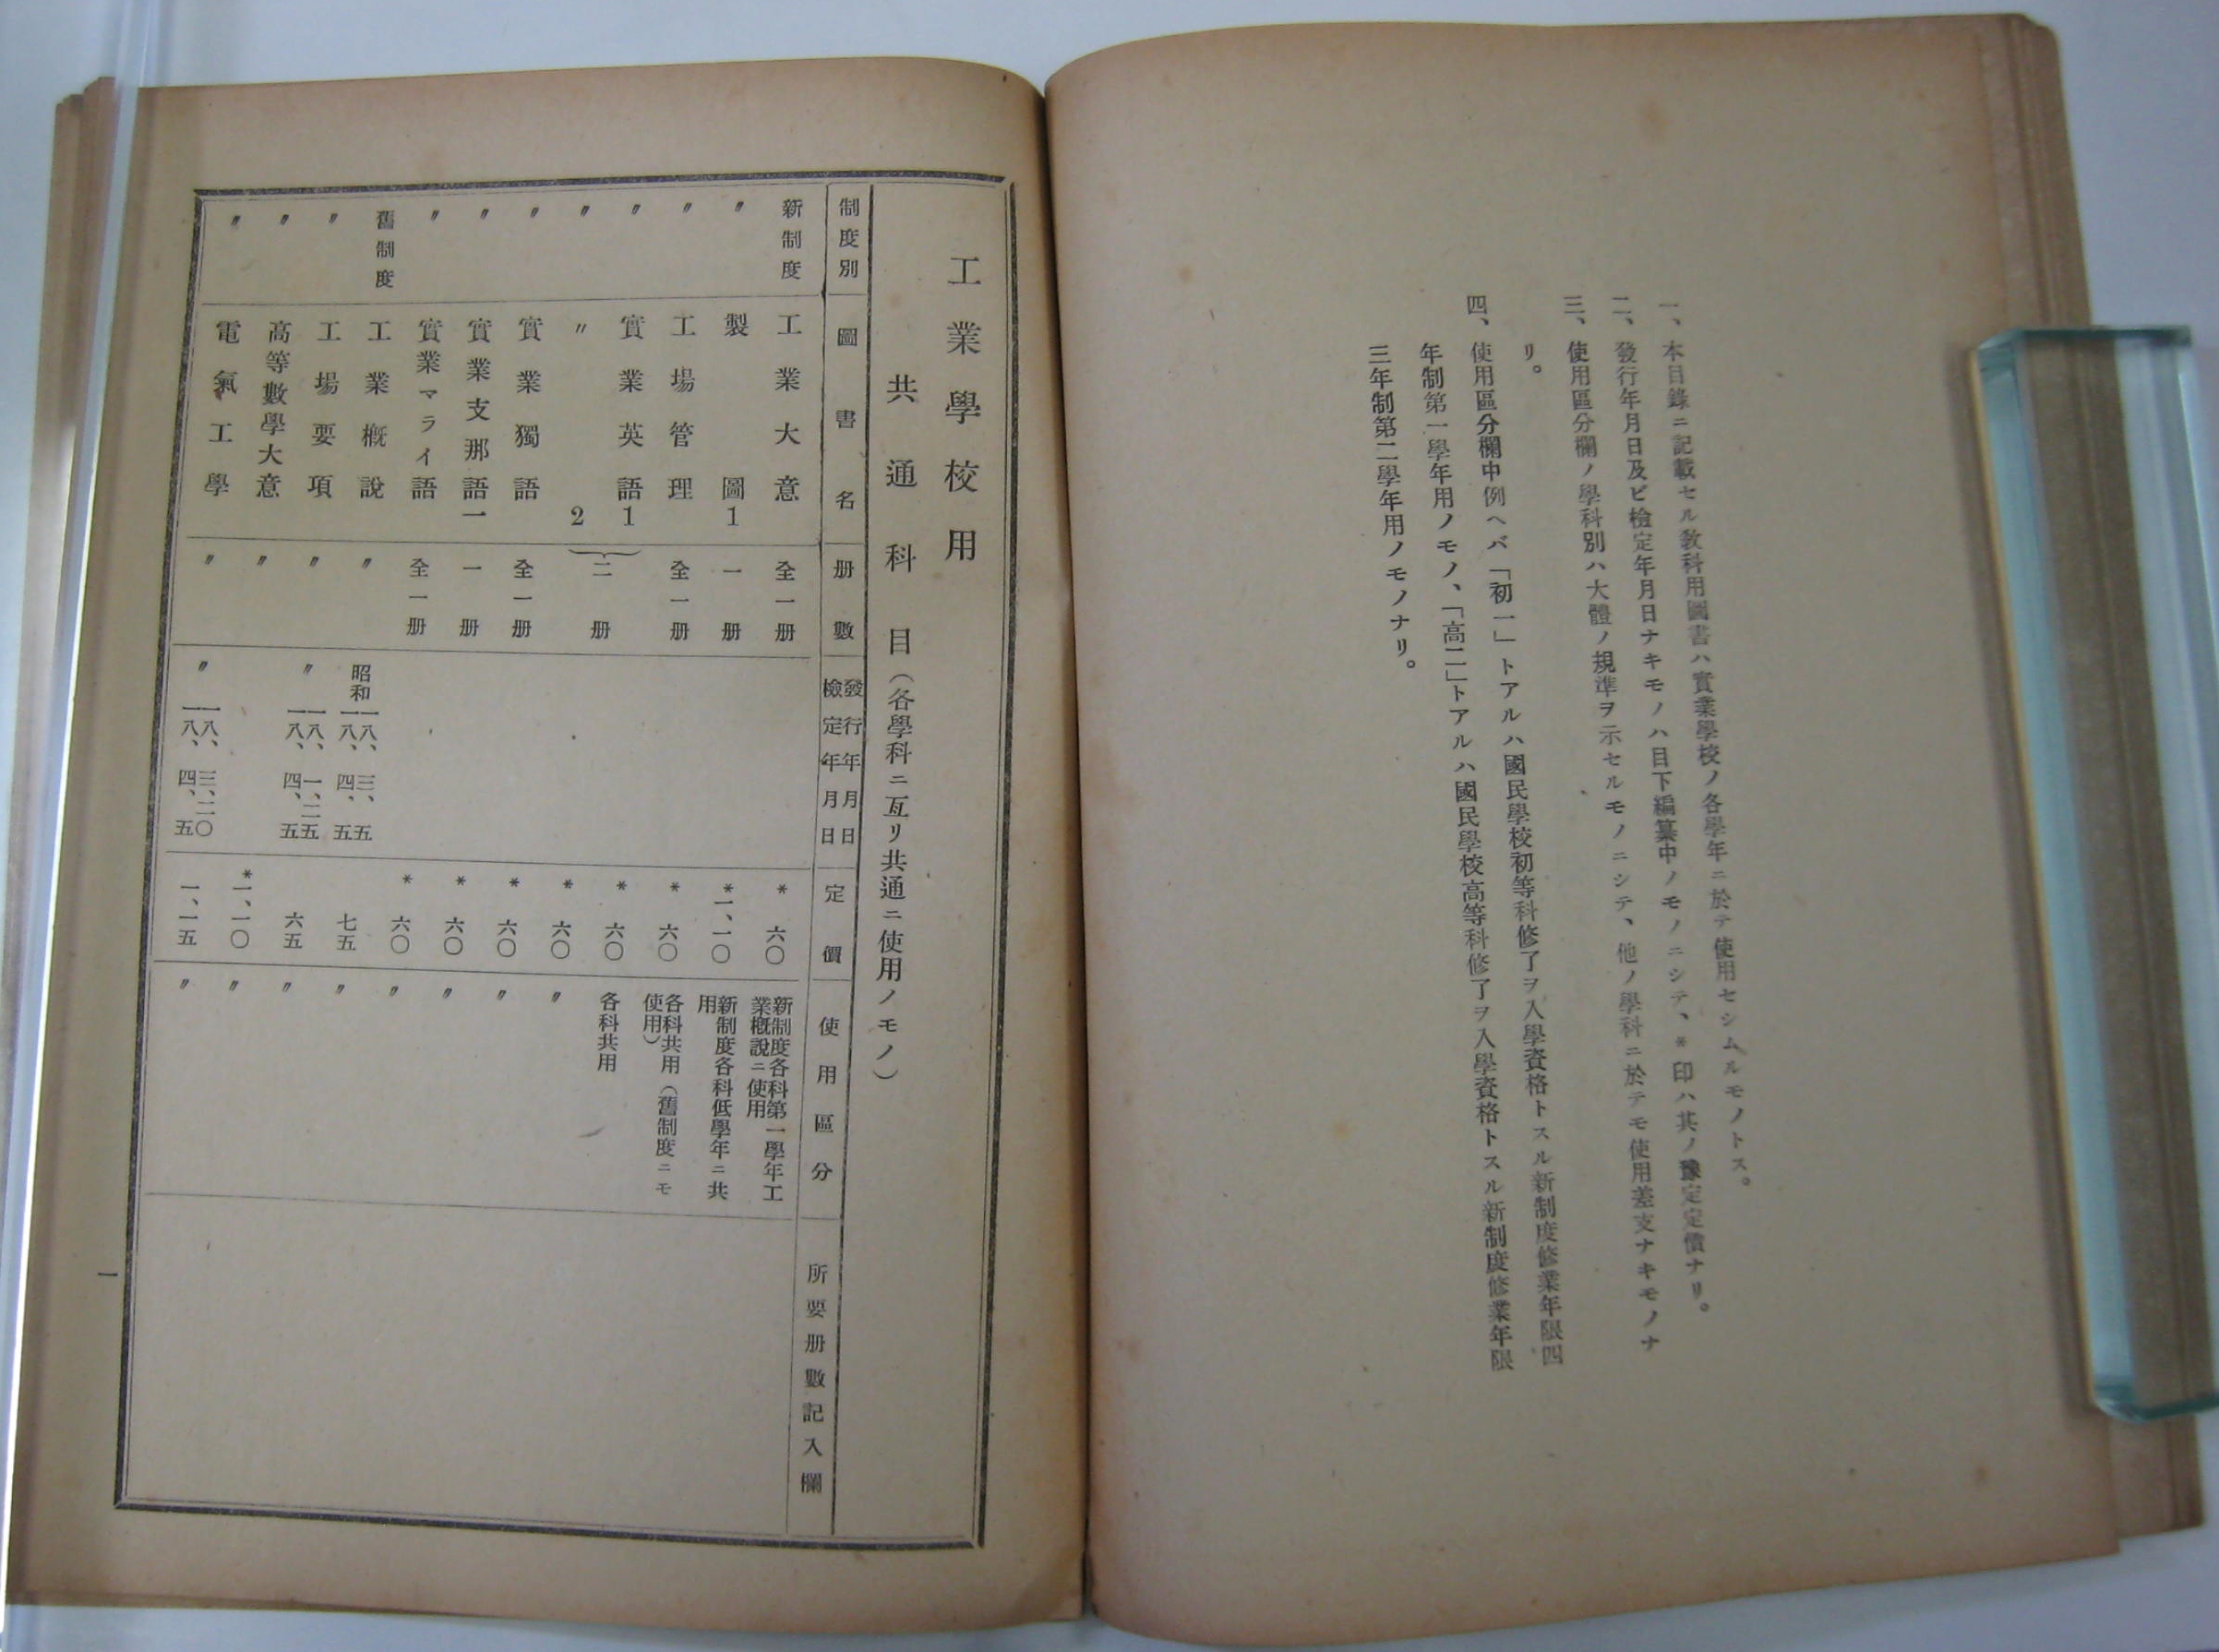 一、本目錄ニ記載セル敎科用圖書ハ實業學校ノ各學年ニ於テ使用セシムルモノトス。
二、發行年月日及ビ檢定年月日ナキモノハ目下編纂中ノモノニシテ、*印ハ其ノ豫定定價ナリ。
三、使用區分欄ノ學科別ハ大體ノ規準ヲ示セルモノニシテ、他ノ學科ニ於テモ使用差支ナキモノナ
リ。
四、使用區分欄中例ヘバ「初一」トアルハ國民學校初等科修了ヲ入學資格トスル新制度修業年限四
年制第一學年用ノモノ、「高二」トアルハ國民學校高等科修了ヲ入學資格トスル新制度修業年限
三年制第二學年用ノモノナリ。
工業學校用
共通科目(各學科ニ亙リ共通ニ使用ノモノ)
制度別 圖書名 册數 發行年月日 檢定年月日 定價 使用區分 所要册數記入欄
新制度 工業大意 全一册 * 六〇 新制度各科第一學年工
業概說ニ使用
〃 製圖1 一册 *一、一〇 新制度各科低學年ニ共
用
〃 工場管理 全一册 * 六〇 各科共用(舊制度ニモ
使用)
〃 實業英語1 二册 * 六〇 各科共用
〃 〃 2 * 六〇 〃
〃 實業獨語 全一册 * 六〇 〃
〃 實業支那語一 一册 * 六〇 〃
〃 實業マライ語 全一册 * 六〇 〃
舊制度 工業概說 〃 昭和一八、三、五 一八、四、五 七五 〃
〃 工場要項 〃 〃 一八、一、二五 一八、四、五 六五 〃
〃 高等數學大意 〃 *一、一〇 〃
〃 電氣工學 〃 〃 一八、三、二〇 一八、四、五 一、一五 〃
一